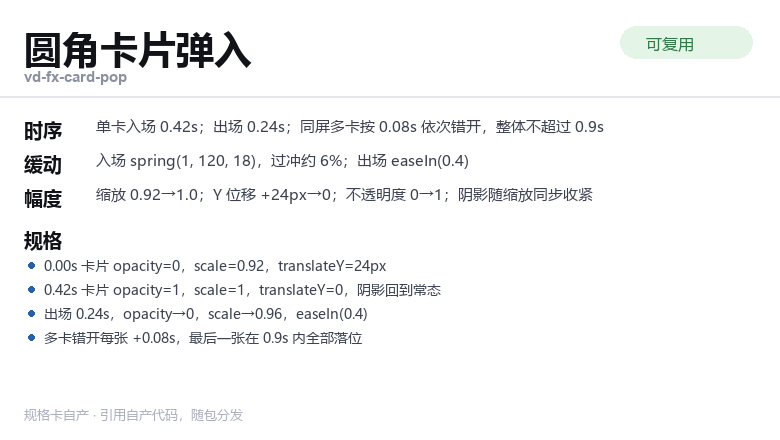 圆角卡片弹入
可复用
vd-fx-card-pop
时序 单卡入场 0.42s；出场 0.24s；同屏多卡按 0.08s 依次错开，整体不超过 0.9s
缓动 入场 spring(1, 120, 18)，过冲约 6%；出场 easeIn(0.4)
幅度 缩放 0.92→1.0；Y 位移 +24px→0；不透明度 0→1；阴影随缩放同步收紧
规格
0.00s 卡片 opacity=0，scale=0.92，translateY=24px
0.42s 卡片 opacity=1，scale=1，translateY=0，阴影回到常态
出场 0.24s，opacity→0，scale→0.96，easeIn(0.4)
多卡错开每张 +0.08s，最后一张在 0.9s 内全部落位
规格卡自产 · 引用自产代码，随包分发